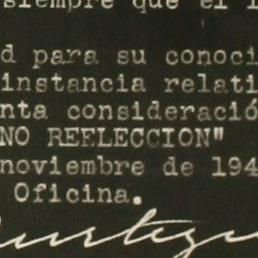 siempre que el
d para su conoci
instancia relati
nta consideració
NO REELECCION"
noviembre de 194
Oficina.